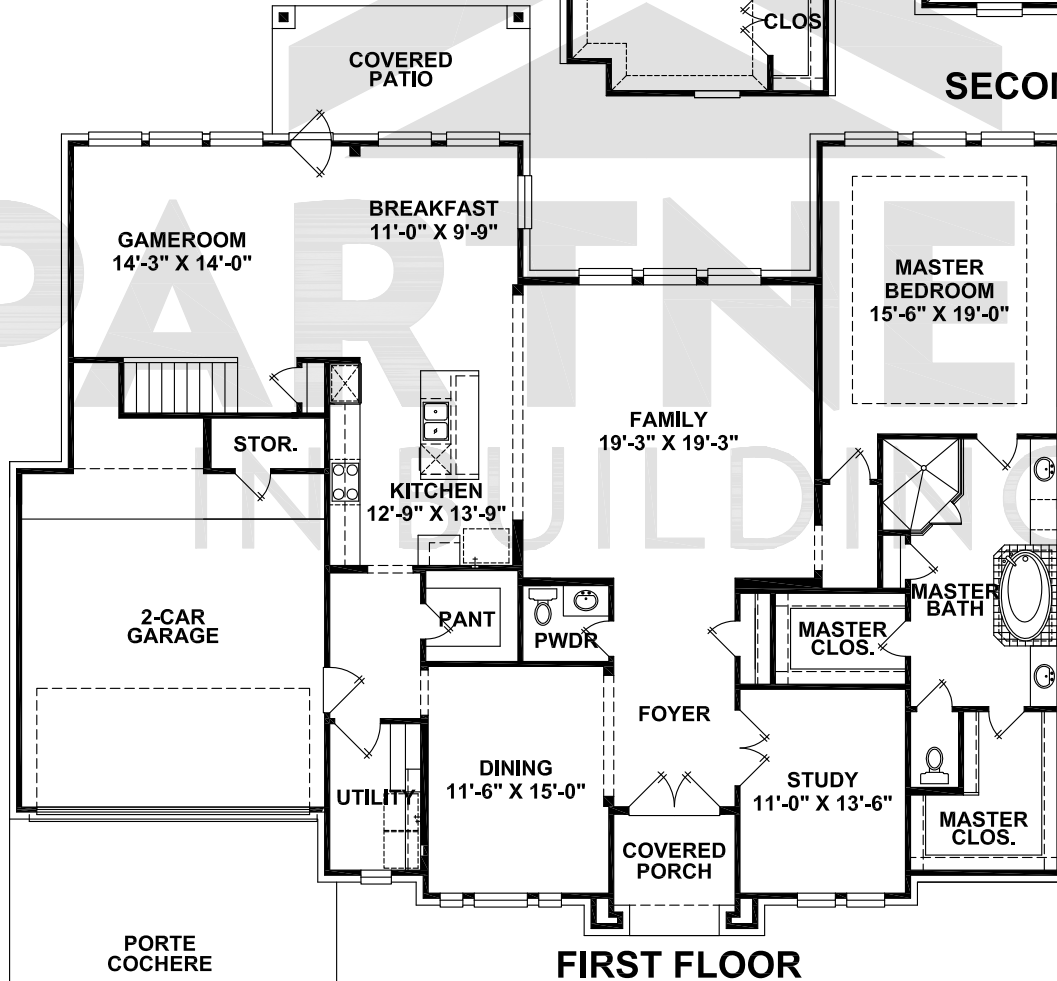 CLOS
COVERED
PATIO
BREAKFAST
11'-0" X 9'-9"
GAMEROOM
14'-3" X 14'-0"
MASTER
BEDROOM
15'-6" X 19'-0"
FAMILY
19'-3" X 19'-3"
STOR.
KITCHEN
12'-9" X 13'-9"
2-CAR
GARAGE
PANT
PWDR
MASTER
CLOS.
MASTER
BATH
FOYER
DINING
11'-6" X 15'-0"
STUDY
11'-0" X 13'-6"
UTILITY
COVERED
PORCH
MASTER
CLOS.
PORTE
COCHERE
FIRST FLOOR
PARTNE
IN BUILDING